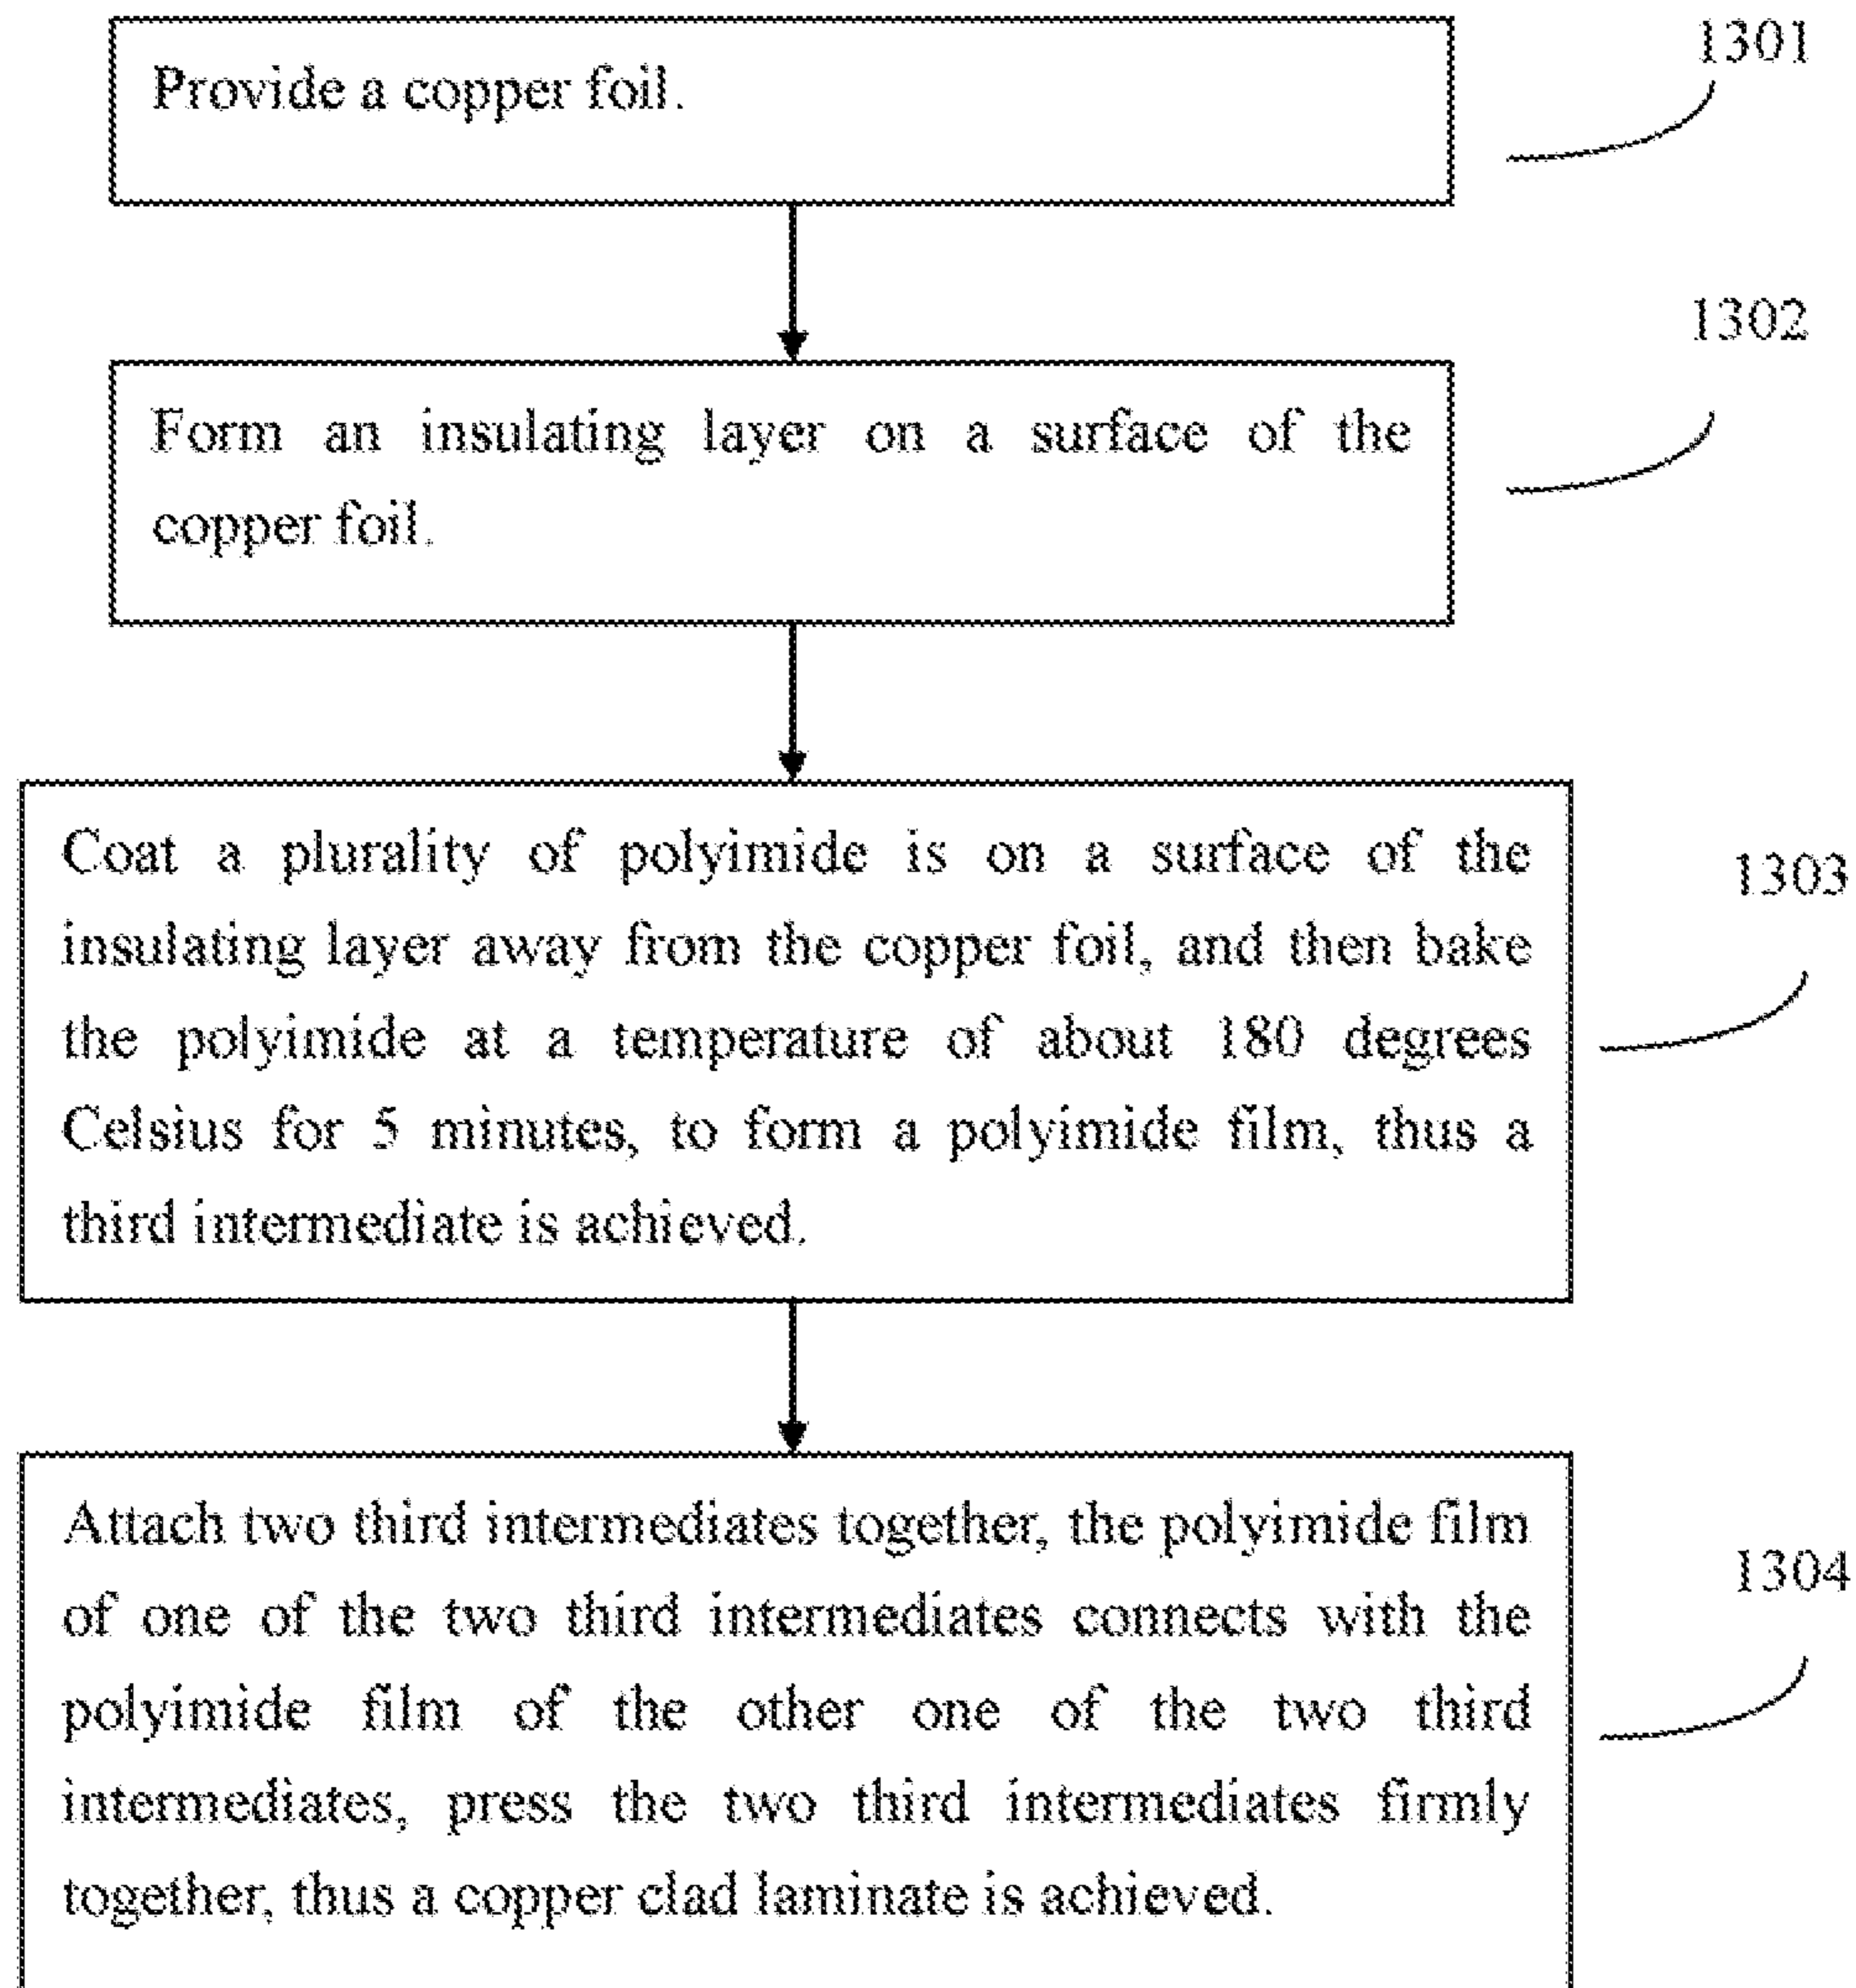 Provide a copper foil.
1301
Form an insulating layer on a surface of the
copper foil.
1302
Coat a plurality of polyimide is on a surface of the
insulating layer away from the copper foil, and then bake
the polyimide at a temperature of about 180 degrees
Celsius for 5 minutes, to form a polyimide film, thus a
third intermediate is achieved.
1303
Attach two third intermediates together, the polyimide film
of one of the two third intermediates connects with the
polyimide film of the other one of the two third
intermediates, press the two third intermediates firmly
together, thus a copper clad laminate is achieved.
1304